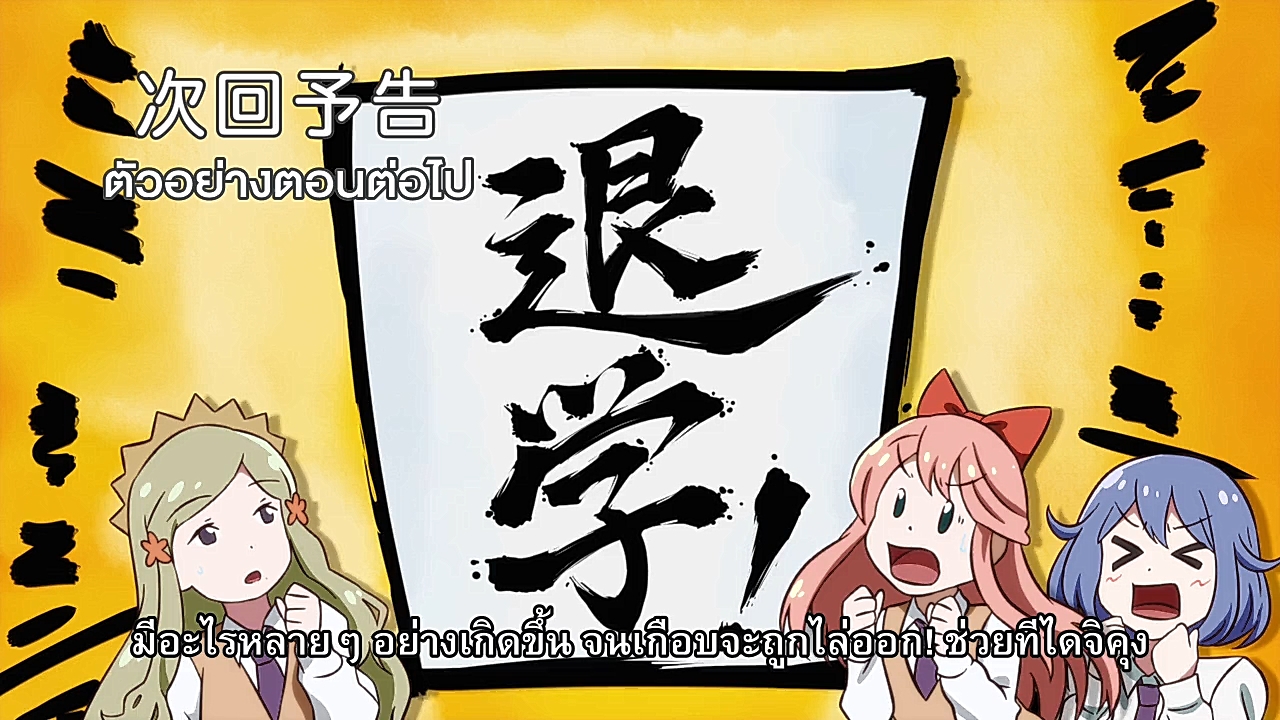 次回予告
ตัวอย่างตอนต่อไป
退学
มีอะไรหลาย ๆ อย่างเกิดขึ้น จนเกือบจะถูกไล่ออก! ช่วยทีไดจิคุง